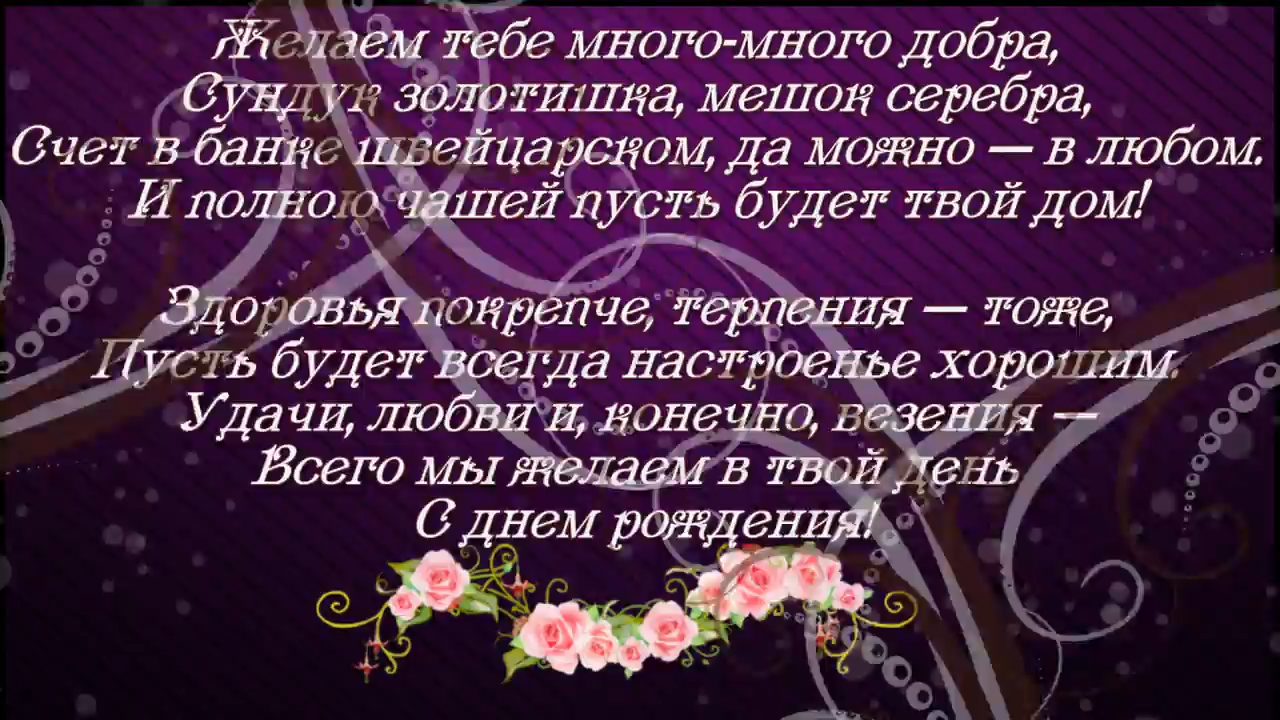 Желаем тебе много-много добра,
Сундук золотишка, мешок серебра,
Счет в банке швейцарском, да можно — в любом.
И полною чашей пусть будет твой дом!
Здоровья покрепче, терпения — тоже,
Пусть будет всегда настроенье хорошим.
Удачи, любви и, конечно, везения —
Всего мы желаем в твой день
С днем рождения!